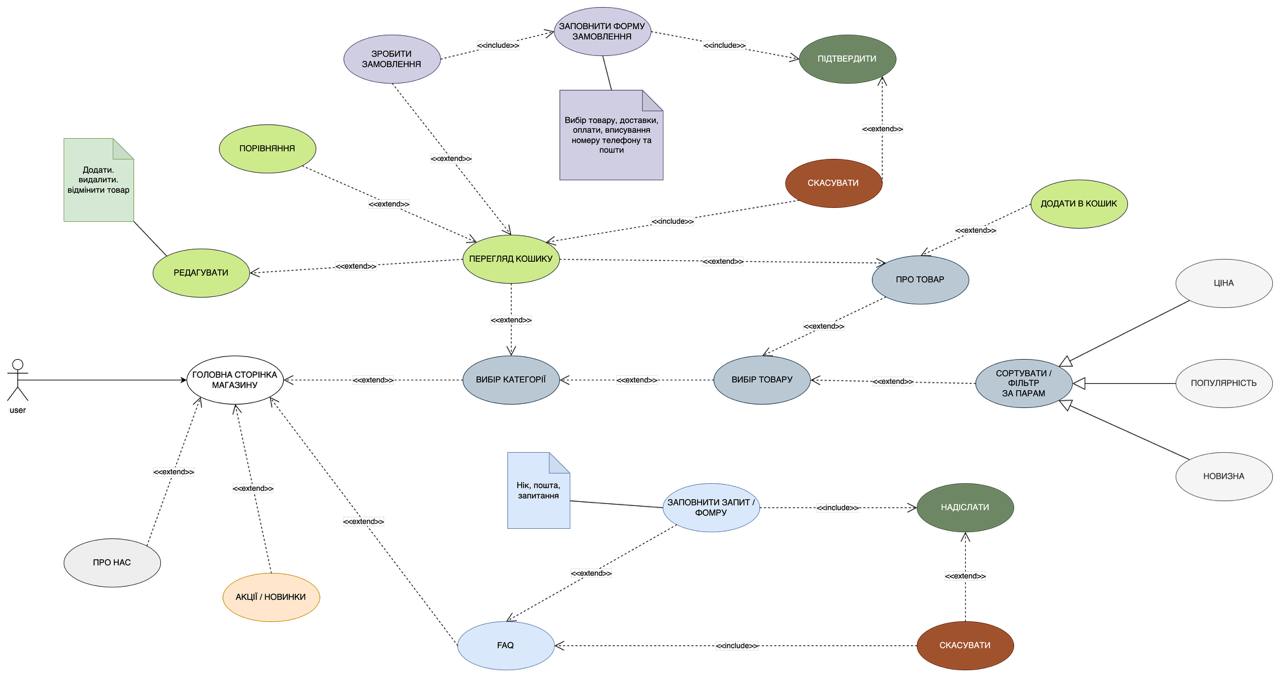 ЗАПОВНИТИ ФОРМУ
ЗАМОВЛЕННЯ
ЗРОБИТИ
ЗАМОВЛЕННЯ
<<include>>
<<include>>
ПІДТВЕРДИТИ
Вибір товару, доставки,
оплати, вписування
номеру телефону та
пошти
<<extend>>
ПОРІВНЯННЯ
<<extend>>
Додати.
видалити.
відмінити товар
СКАСУВАТИ
<<extend>>
ДОДАТИ В КОШИК
<<include>>
<<extend>>
ПЕРЕГЛЯД КОШИКУ
<<extend>>
<<extend>>
РЕДАГУВАТИ
ПРО ТОВАР
ЦІНА
<<extend>>
<<extend>>
user
ГОЛОВНА СТОРІНКА
МАГАЗИНУ
<<extend>>
ВИБІР КАТЕГОРІЇ
<<extend>>
ВИБІР ТОВАРУ
<<extend>>
СОРТУВАТИ /
ФІЛЬТР
ЗА ПАРАМ
ПОПУЛЯРНІСТЬ
НОВИЗНА
<<extend>>
<<extend>>
<<extend>>
Нік, пошта,
запитання
ЗАПОВНИТИ ЗАПИТ /
ФОМРУ
<<include>>
НАДІСЛАТИ
ПРО НАС
<<extend>>
<<extend>>
АКЦІЇ / НОВИНКИ
FAQ
<<include>>
СКАСУВАТИ